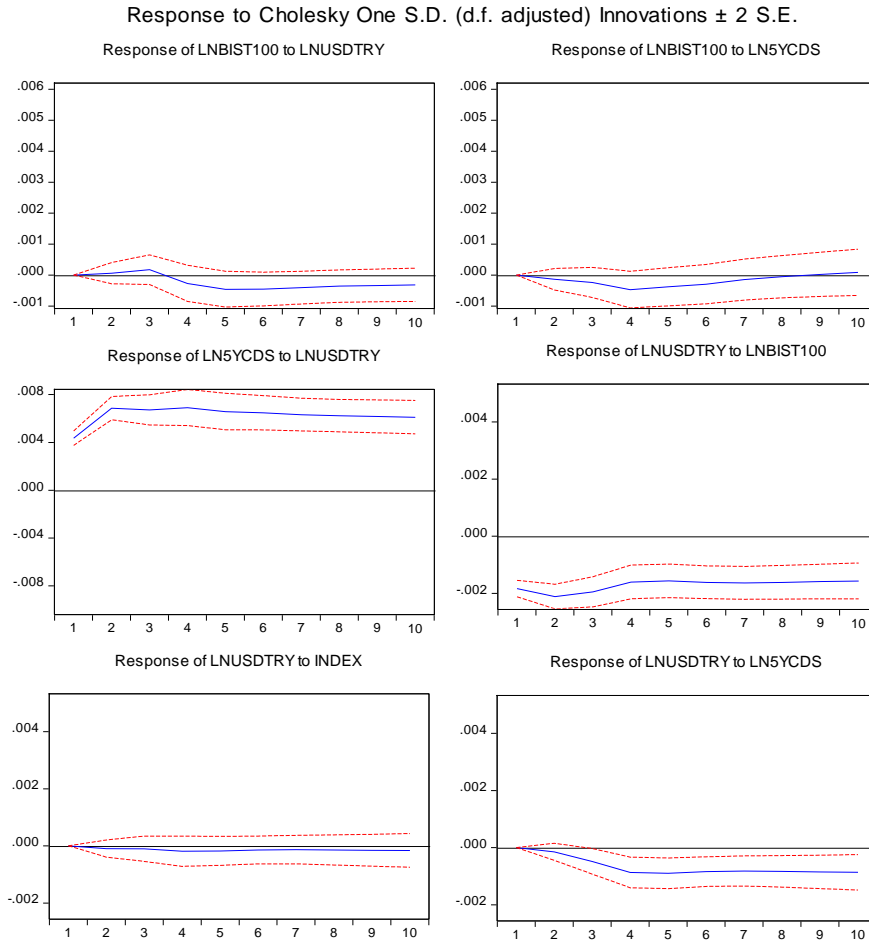 Response to Cholesky One S.D. (d.f. adjusted) Innovations ± 2 S.E.
Response of LNBIST100 to LNUSDTRY
.006
.005
.004
.003
.002
.001
.000
-.001
1 2 3 4 5 6 7 8 9 10
Response of LNBIST100 to LN5YCDS
.006
.005
.004
.003
.002
.001
.000
-.001
1 2 3 4 5 6 7 8 9 10
Response of LN5YCDS to LNUSDTRY
.008
.004
.000
-.004
-.008
1 2 3 4 5 6 7 8 9 10
Response of LNUSDTRY to LNBIST100
.004
.002
.000
-.002
1 2 3 4 5 6 7 8 9 10
Response of LNUSDTRY to INDEX
.004
.002
.000
-.002
1 2 3 4 5 6 7 8 9 10
Response of LNUSDTRY to LN5YCDS
.004
.002
.000
-.002
1 2 3 4 5 6 7 8 9 10